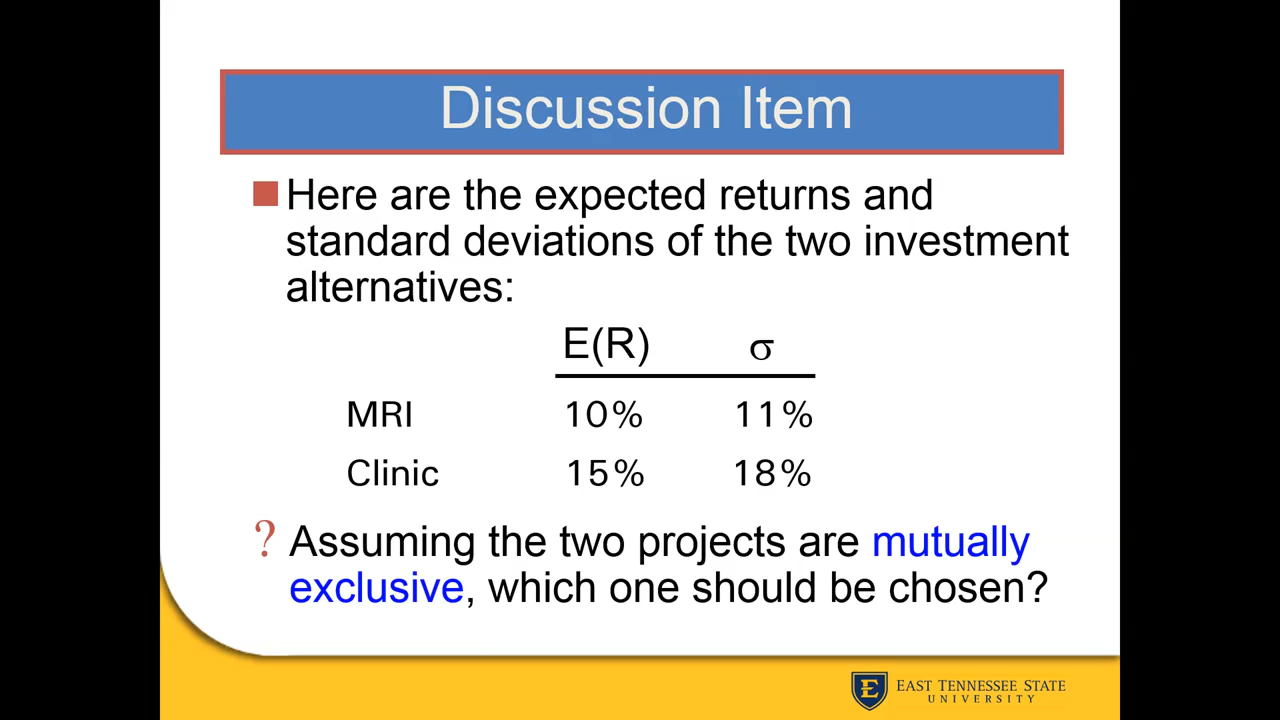 Discussion Item
Here are the expected returns and
standard deviations of the two investment
alternatives:
E(R) σ
MRI 10% 11%
Clinic 15% 18%
? Assuming the two projects are mutually
exclusive, which one should be chosen?
E EAST TENNESSEE STATE
UNIVERSITY